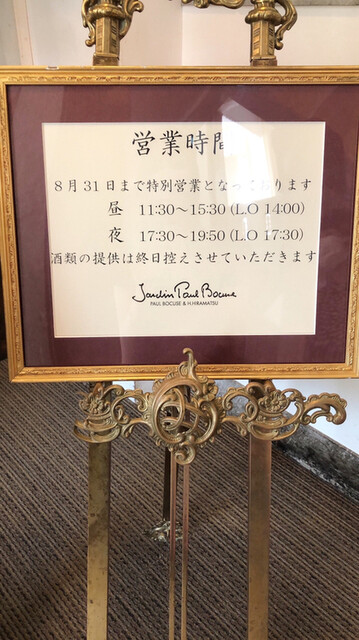 営業時間
8月31日まで特別営業となっております
昼 11:30〜15:30 (L.O 14:00)
夜 17:30〜19:50 (L.O 17:30)
酒類の提供は終日控えさせていただきます
Jardin Paul Bocuse
PAUL BOCUSE & H.HIRAMATSU